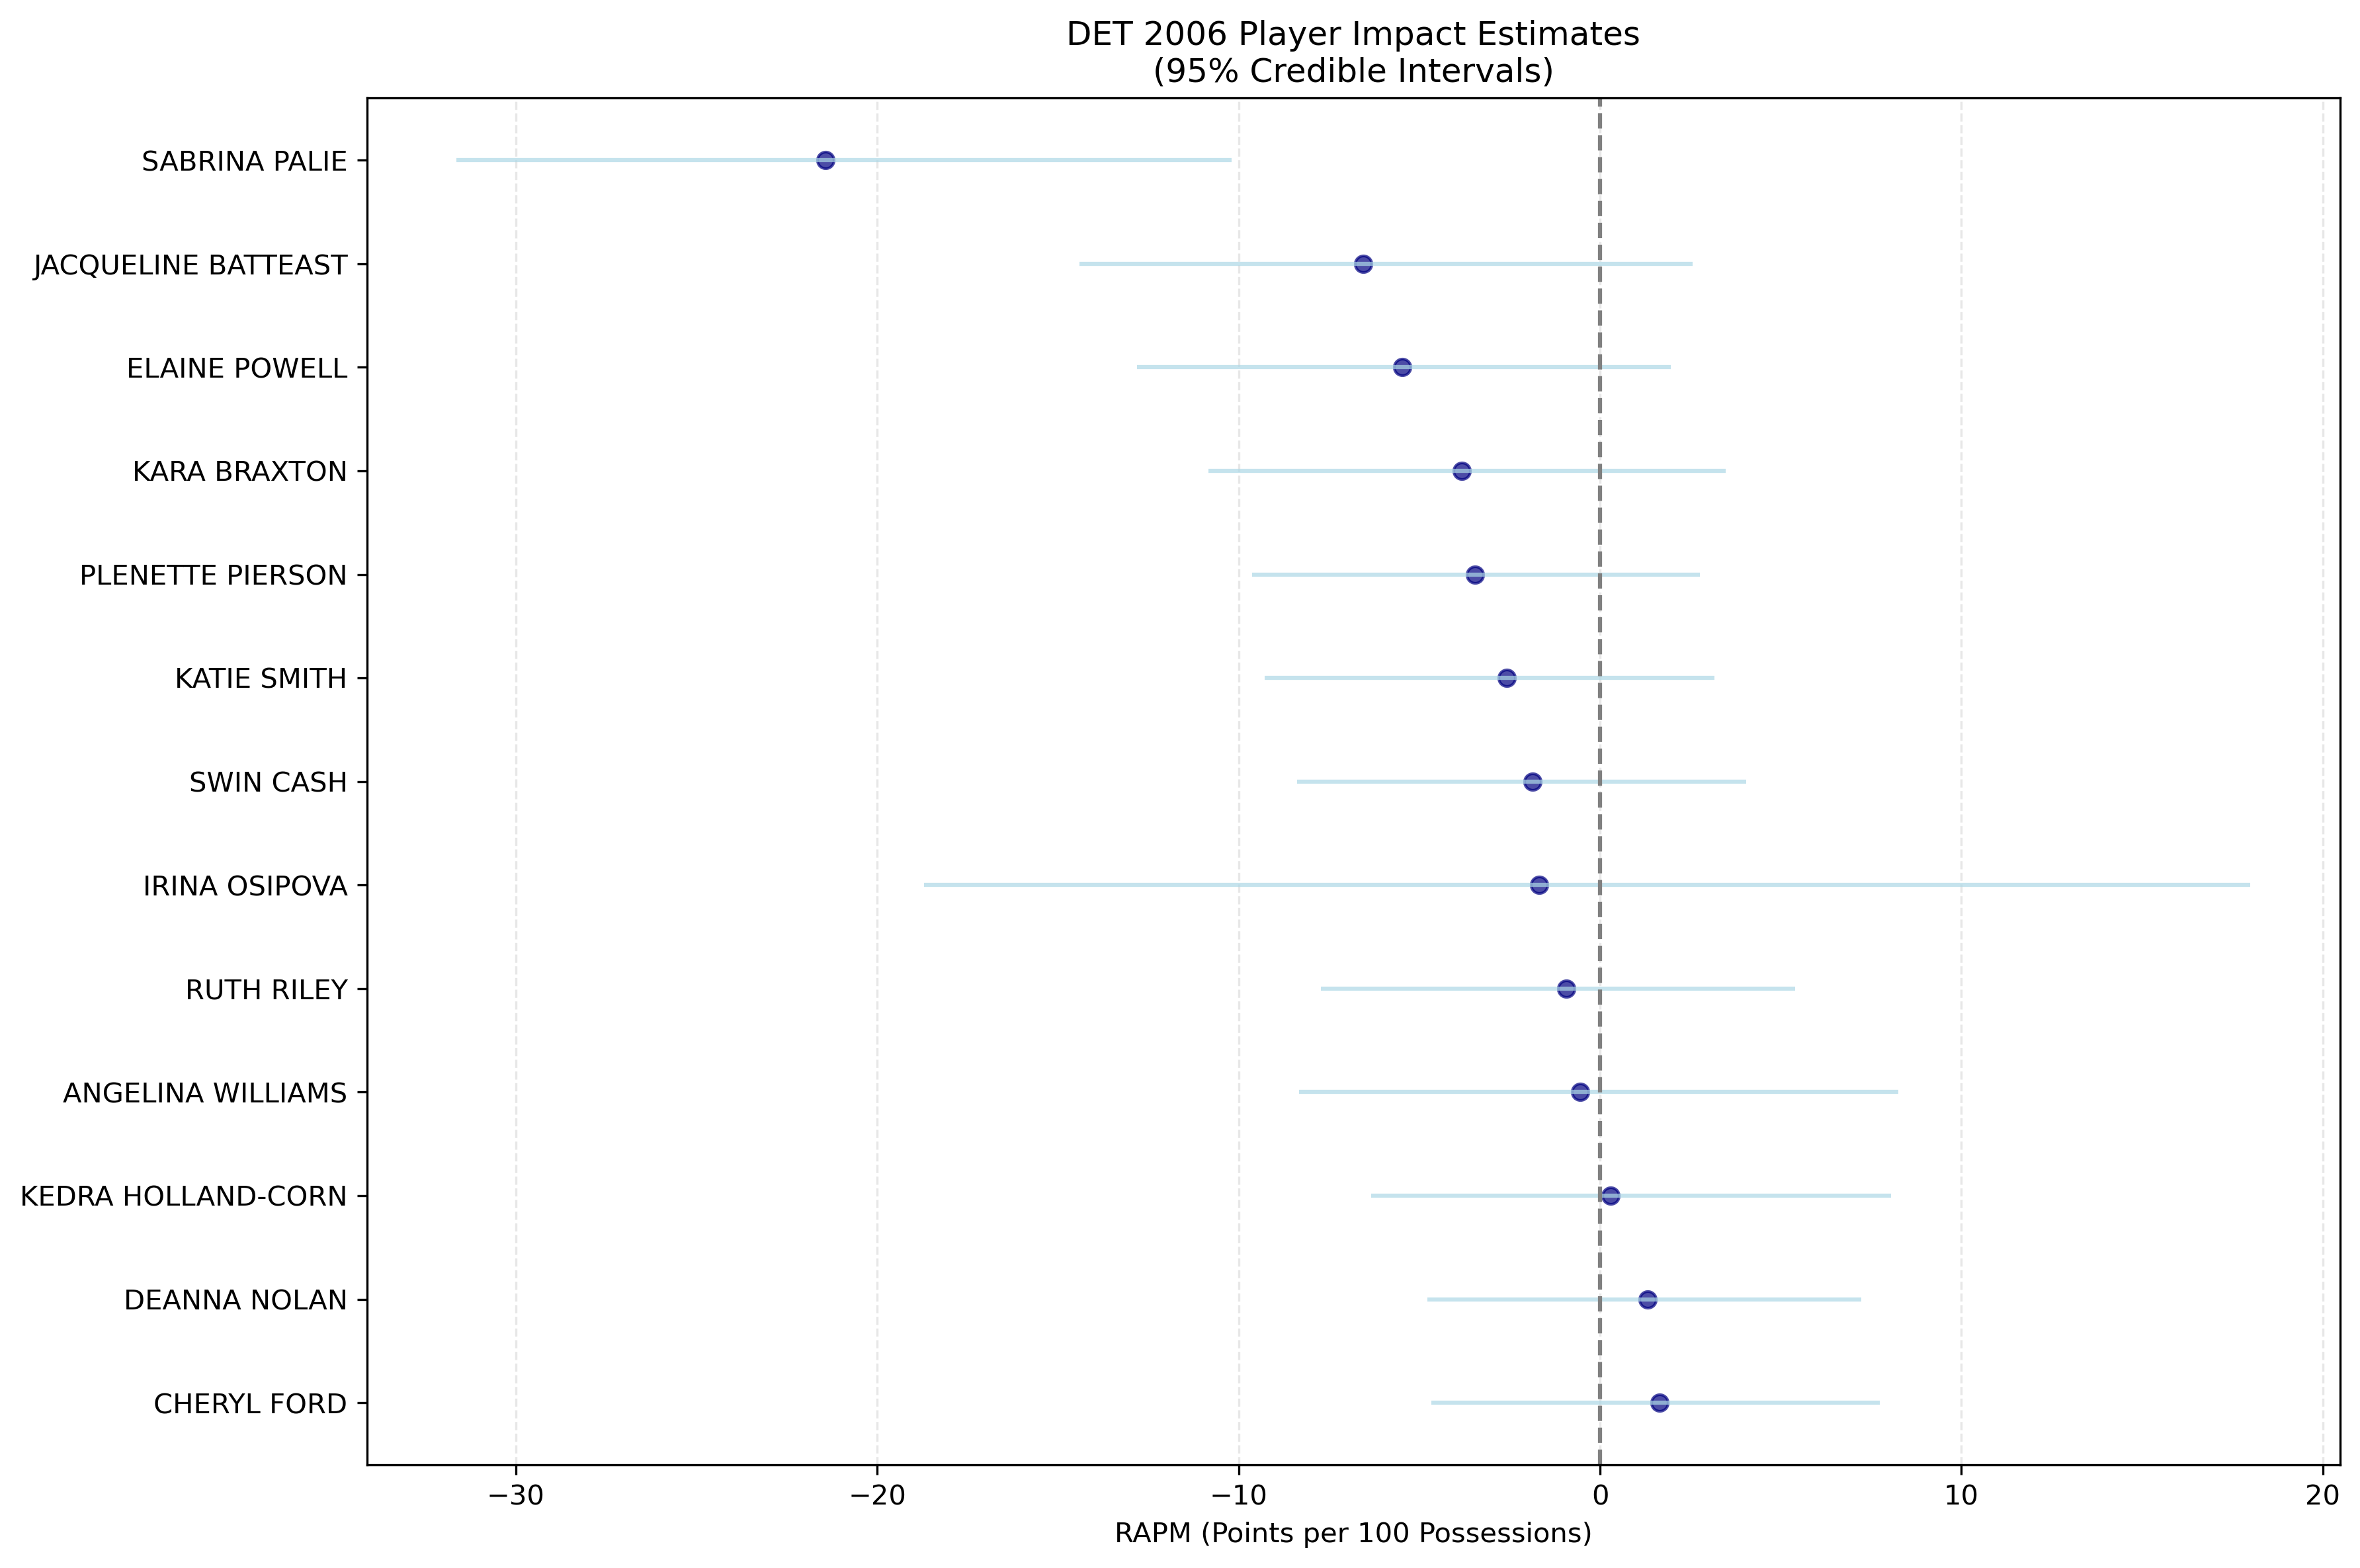 DET 2006 Player Impact Estimates
(95% Credible Intervals)
SABRINA PALIE
JACQUELINE BATTEAST
ELAINE POWELL
KARA BRAXTON
PLENETTE PIERSON
KATIE SMITH
SWIN CASH
IRINA OSIPOVA
RUTH RILEY
ANGELINA WILLIAMS
KEDRA HOLLAND-CORN
DEANNA NOLAN
CHERYL FORD
−30 −20 −10 0 10 20
RAPM (Points per 100 Possessions)